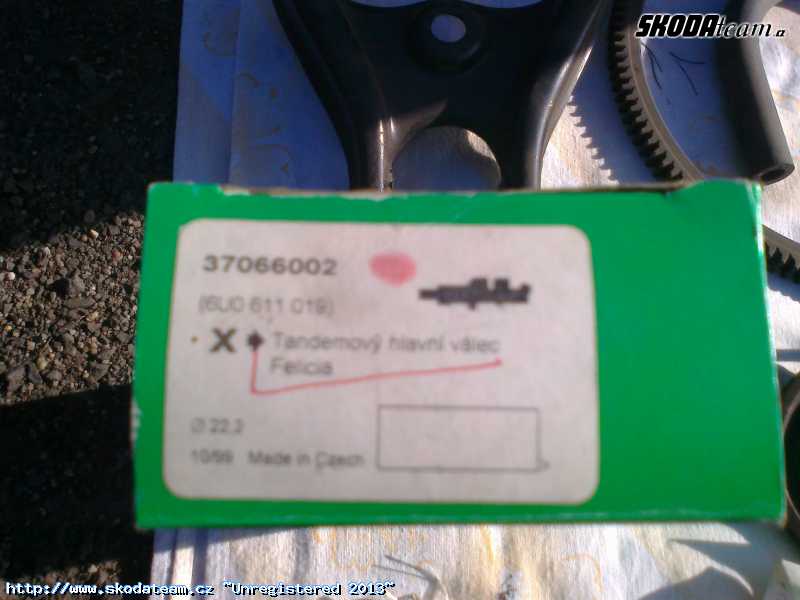 SKODAteam.cz
37066002
(6U0 611 019)
X Tandemový hlavní válec
Felicia
Ø 22,2
10/99 Made in Czech
http://www.skodateam.cz ~Unregistered 2013~